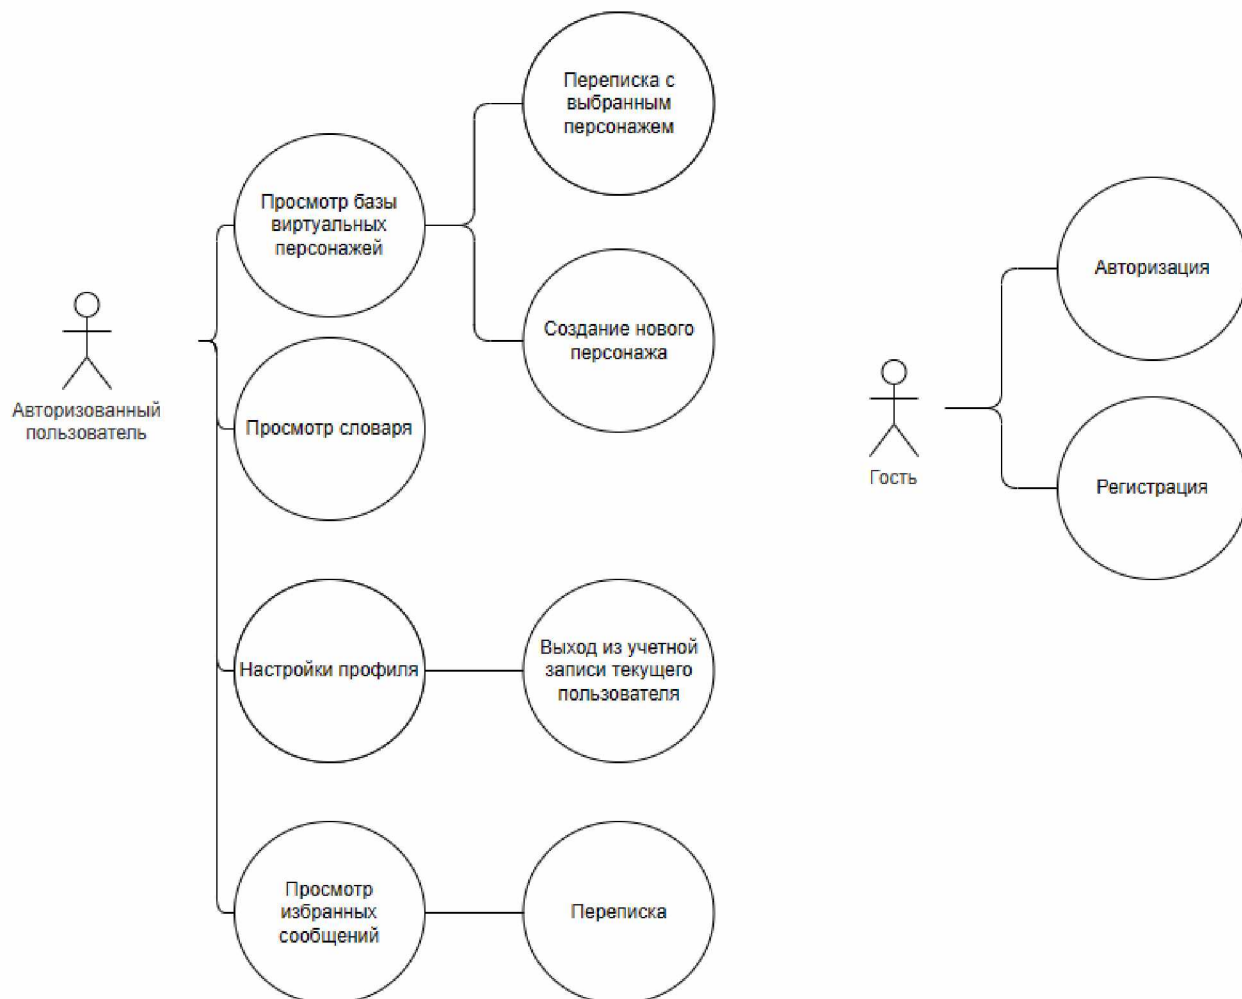 Переписка с
выбранным
персонажем
Просмотр базы
виртуальных
персонажей
Авторизация
Создание нового
персонажа
Авторизованный
пользователь
Просмотр словаря
Гость
Регистрация
Настройки профиля
Выход из учетной
записи текущего
пользователя
Просмотр
избранных
сообщений
Переписка